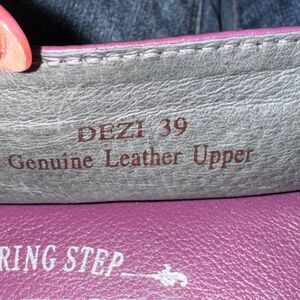 DEZI 39
Genuine Leather Upper
RING STEP